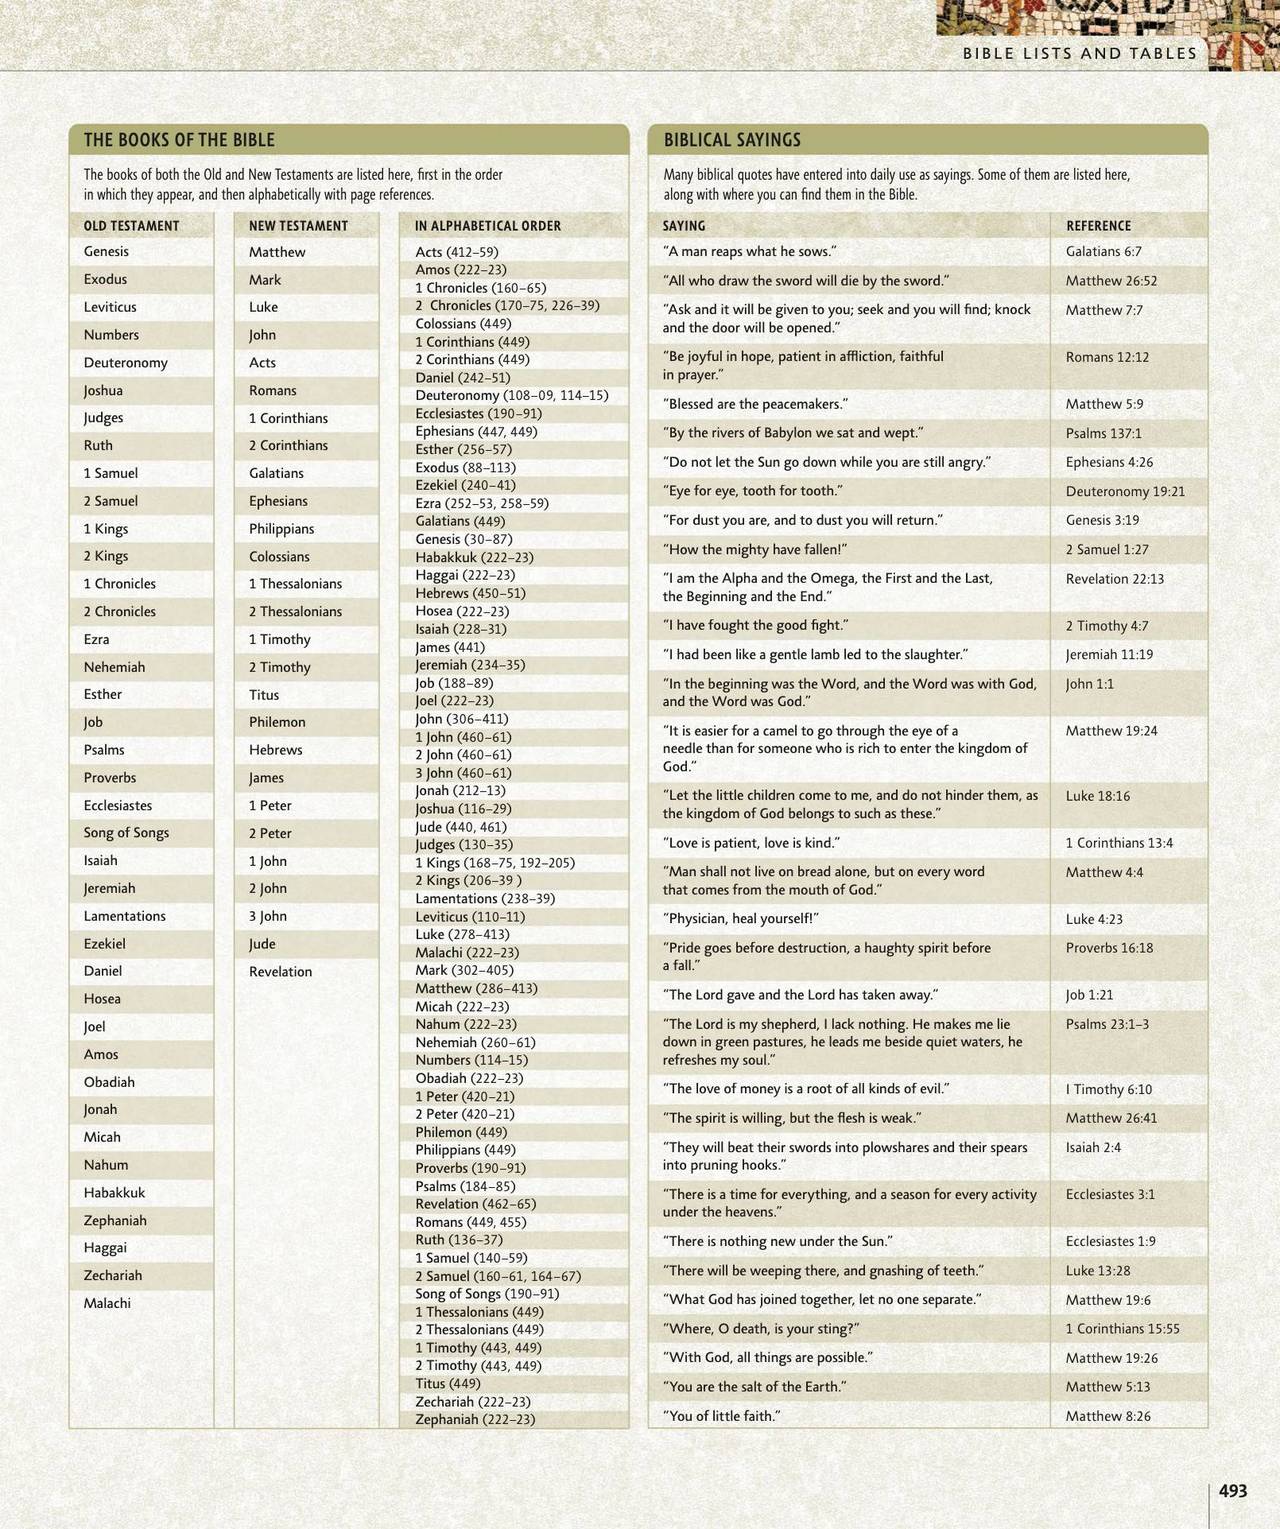 BIBLE LISTS AND TABLES
THE BOOKS OF THE BIBLE
The books of both the Old and New Testaments are listed here, first in the order
in which they appear, and then alphabetically with page references.
OLD TESTAMENT
Genesis
Exodus
Leviticus
Numbers
Deuteronomy
Joshua
Judges
Ruth
1 Samuel
2 Samuel
1 Kings
2 Kings
1 Chronicles
2 Chronicles
Ezra
Nehemiah
Esther
Job
Psalms
Proverbs
Ecclesiastes
Song of Songs
Isaiah
Jeremiah
Lamentations
Ezekiel
Daniel
Hosea
Joel
Amos
Obadiah
Jonah
Micah
Nahum
Habakkuk
Zephaniah
Haggai
Zechariah
Malachi
NEW TESTAMENT
Matthew
Mark
Luke
John
Acts
Romans
1 Corinthians
2 Corinthians
Galatians
Ephesians
Philippians
Colossians
1 Thessalonians
2 Thessalonians
1 Timothy
2 Timothy
Titus
Philemon
Hebrews
James
1 Peter
2 Peter
1 John
2 John
3 John
Jude
Revelation
IN ALPHABETICAL ORDER
Acts (412–59)
Amos (222–23)
1 Chronicles (160–65)
2 Chronicles (170–75, 226–39)
Colossians (449)
1 Corinthians (449)
2 Corinthians (449)
Daniel (242–51)
Deuteronomy (108–09, 114–15)
Ecclesiastes (190–91)
Ephesians (447, 449)
Esther (256–57)
Exodus (88–113)
Ezekiel (240–41)
Ezra (252–53, 258–59)
Galatians (449)
Genesis (30–87)
Habakkuk (222–23)
Haggai (222–23)
Hebrews (450–51)
Hosea (222–23)
Isaiah (228–31)
James (441)
Jeremiah (234–35)
Job (188–89)
Joel (222–23)
John (306–411)
1 John (460–61)
2 John (460–61)
3 John (460–61)
Jonah (212–13)
Joshua (116–29)
Jude (440, 461)
Judges (130–35)
1 Kings (168–75, 192–205)
2 Kings (206–39 )
Lamentations (238–39)
Leviticus (110–11)
Luke (278–413)
Malachi (222–23)
Mark (302–405)
Matthew (286–413)
Micah (222–23)
Nahum (222–23)
Nehemiah (260–61)
Numbers (114–15)
Obadiah (222–23)
1 Peter (420–21)
2 Peter (420–21)
Philemon (449)
Philippians (449)
Proverbs (190–91)
Psalms (184–85)
Revelation (462–65)
Romans (449, 455)
Ruth (136–37)
1 Samuel (140–59)
2 Samuel (160–61, 164–67)
Song of Songs (190–91)
1 Thessalonians (449)
2 Thessalonians (449)
1 Timothy (443, 449)
2 Timothy (443, 449)
Titus (449)
Zechariah (222–23)
Zephaniah (222–23)
BIBLICAL SAYINGS
Many biblical quotes have entered into daily use as sayings. Some of them are listed here,
along with where you can find them in the Bible.
SAYING REFERENCE
“A man reaps what he sows.” Galatians 6:7
“All who draw the sword will die by the sword.” Matthew 26:52
“Ask and it will be given to you; seek and you will find; knock Matthew 7:7
and the door will be opened.”
“Be joyful in hope, patient in affliction, faithful Romans 12:12
in prayer.”
“Blessed are the peacemakers.” Matthew 5:9
“By the rivers of Babylon we sat and wept.” Psalms 137:1
“Do not let the Sun go down while you are still angry.” Ephesians 4:26
“Eye for eye, tooth for tooth.” Deuteronomy 19:21
“For dust you are, and to dust you will return.” Genesis 3:19
“How the mighty have fallen!” 2 Samuel 1:27
“I am the Alpha and the Omega, the First and the Last, Revelation 22:13
the Beginning and the End.“
“I have fought the good fight.” 2 Timothy 4:7
“I had been like a gentle lamb led to the slaughter.” Jeremiah 11:19
“In the beginning was the Word, and the Word was with God, John 1:1
and the Word was God.”
“It is easier for a camel to go through the eye of a Matthew 19:24
needle than for someone who is rich to enter the kingdom of
God.”
“Let the little children come to me, and do not hinder them, as Luke 18:16
the kingdom of God belongs to such as these.”
“Love is patient, love is kind.” 1 Corinthians 13:4
“Man shall not live on bread alone, but on every word Matthew 4:4
that comes from the mouth of God.”
“Physician, heal yourself!” Luke 4:23
“Pride goes before destruction, a haughty spirit before Proverbs 16:18
a fall.”
“The Lord gave and the Lord has taken away.” Job 1:21
“The Lord is my shepherd, I lack nothing. He makes me lie Psalms 23:1–3
down in green pastures, he leads me beside quiet waters, he
refreshes my soul.”
“The love of money is a root of all kinds of evil.” I Timothy 6:10
“The spirit is willing, but the flesh is weak.” Matthew 26:41
“They will beat their swords into plowshares and their spears Isaiah 2:4
into pruning hooks.”
“There is a time for everything, and a season for every activity Ecclesiastes 3:1
under the heavens.”
“There is nothing new under the Sun.” Ecclesiastes 1:9
“There will be weeping there, and gnashing of teeth.” Luke 13:28
“What God has joined together, let no one separate.” Matthew 19:6
“Where, O death, is your sting?” 1 Corinthians 15:55
“With God, all things are possible.” Matthew 19:26
“You are the salt of the Earth.” Matthew 5:13
“You of little faith.” Matthew 8:26
493